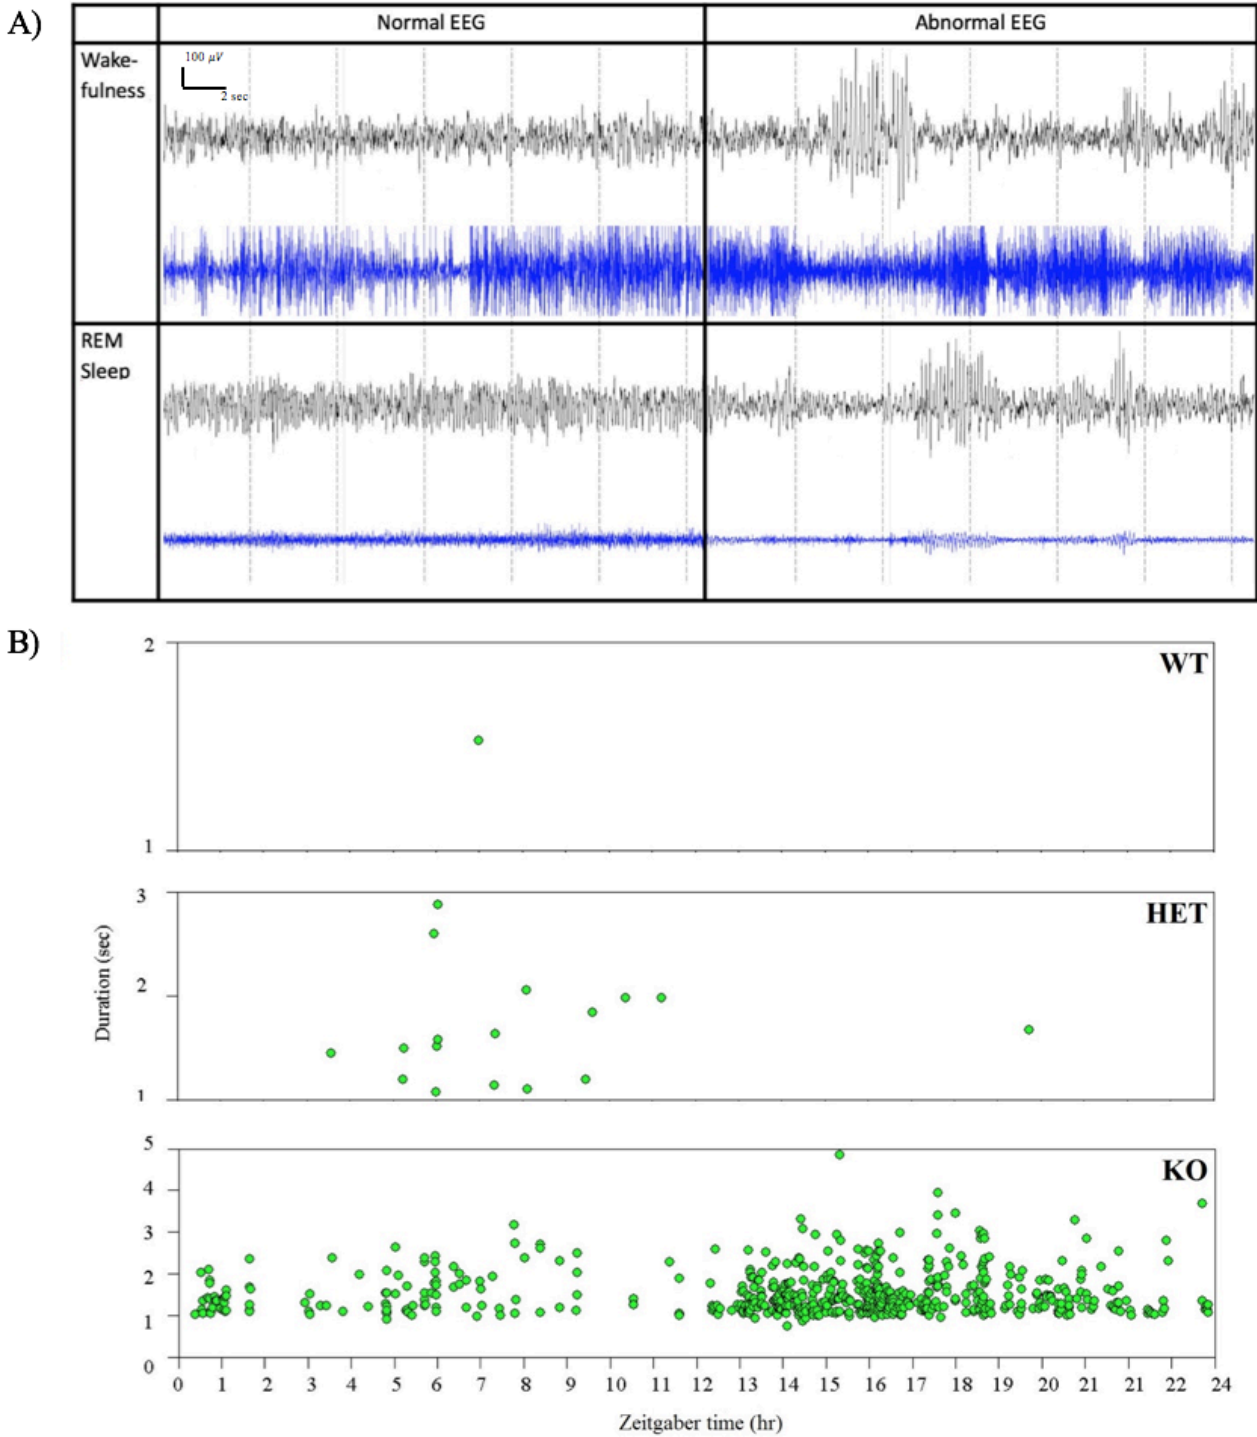 A)
Normal EEG
Abnormal EEG
Wake-
fulness
100 μV
2 sec
REM
Sleep
B)
2
WT
1
3
HET
2
1
Duration (sec)
5
KO
4
3
2
1
0
0 1 2 3 4 5 6 7 8 9 10 11 12 13 14 15 16 17 18 19 20 21 21 22 24
Zeitgaber time (hr)